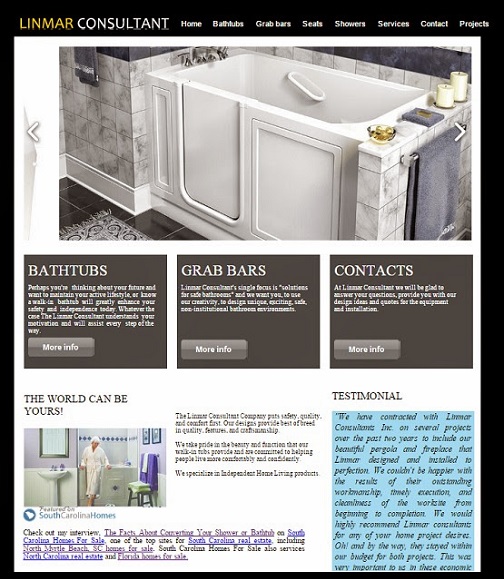 LINMAR CONSULTANT
Home Bathtubs Grab bars Seats Showers Services Contact Projects
BATHTUBS
Perhaps you're thinking about your future and
want to maintain your active lifestyle, or know
a walk-in bathtub will greatly enhance your
safety and independence today. Whatever the
case The Linmar Consultant understands your
motivation and will assist every step of the
way.
More info
GRAB BARS
Linmar Consultant's single focus is "solutions
for safe bathrooms" and we want you, to use
our creativity, to design unique, exciting, safe,
non-institutional bathroom environments.
More info
CONTACTS
At Linmar Consultant we will be glad to
answer your questions, provide you with our
design ideas and quotes for the equipment
and installation.
More info
THE WORLD CAN BE
YOURS!
Featured on
SouthCarolinaHomes
The Linmar Consultant Company puts safety, quality,
and comfort first. Our designs provide best of breed
in quality, features, and craftsmanship.
We take pride in the beauty and function that our
walk-in tubs provide and are committed to helping
people live more comfortably and confidently.
We specialize in Independent Home Living products.
Check out my interview, The Facts About Converting Your Shower or Bathtub on South
Carolina Homes For Sale, one of the top sites for South Carolina real estate, including
North Myrtle Beach, SC homes for sale. South Carolina Homes For Sale also services
North Carolina real estate and Florida homes for sale.
TESTIMONIAL
"We have contracted with Linmar
Consultants Inc. on several projects
over the past two years to include our
beautiful pergola and fireplace that
Linmar designed and installed to
perfection. We couldn't be happier with
the results of their outstanding
workmanship, timely execution, and
cleanliness of the worksite from
beginning to completion. We would
highly recommend Linmar consultants
for any of your home project desires.
Oh! and by the way, they stayed within
our budget for both projects. This was
very important to us in these economic